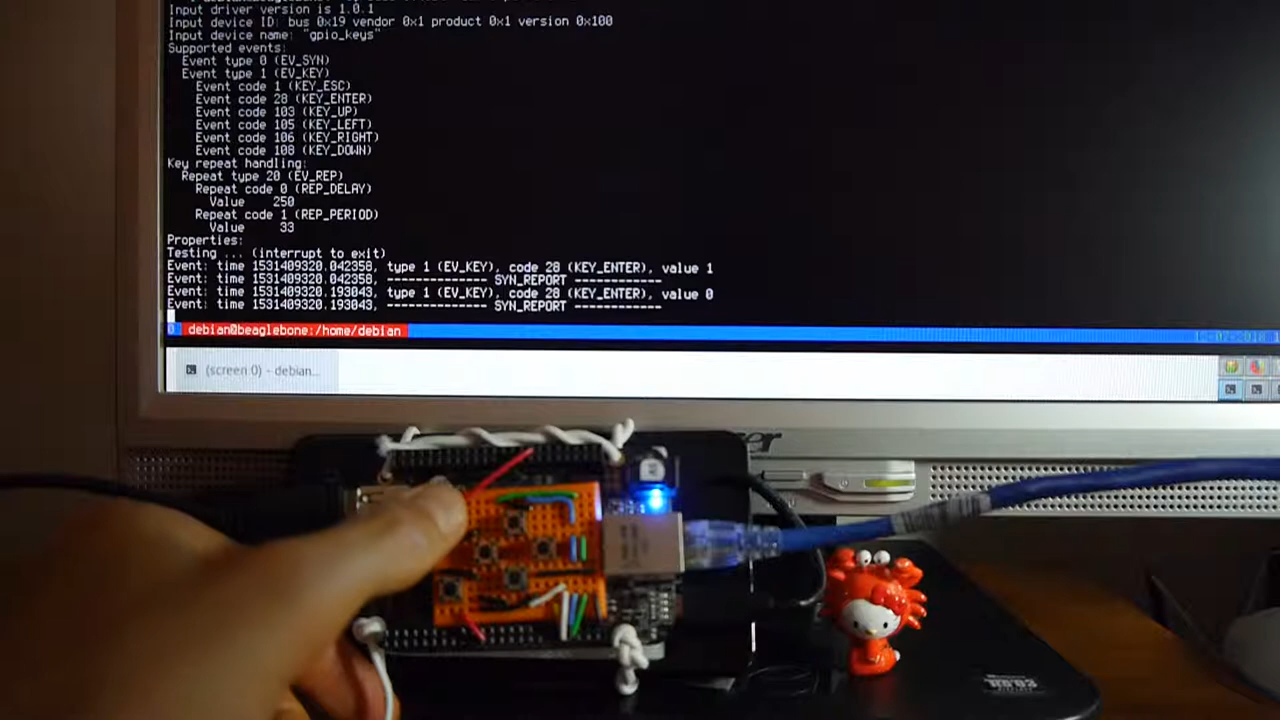 Input driver version is 1.0.1
Input device ID: bus 0x19 vendor 0x1 product 0x1 version 0x100
Input device name: "gpio_keys"
Supported events:
Event type 0 (EV_SYN)
Event type 1 (EV_KEY)
Event code 1 (KEY_ESC)
Event code 28 (KEY_ENTER)
Event code 103 (KEY_UP)
Event code 105 (KEY_LEFT)
Event code 106 (KEY_RIGHT)
Event code 108 (KEY_DOWN)
Key repeat handling:
Repeat type 20 (EV_REP)
Repeat code 0 (REP_DELAY)
Value 250
Repeat code 1 (REP_PERIOD)
Value 33
Properties:
Testing ... (interrupt to exit)
Event: time 1531409320.042358, type 1 (EV_KEY), code 28 (KEY_ENTER), value 1
Event: time 1531409320.042358, -------------- SYN_REPORT ------------
Event: time 1531409320.193043, type 1 (EV_KEY), code 28 (KEY_ENTER), value 0
Event: time 1531409320.193043, -------------- SYN_REPORT ------------
0 debian@beaglebone:/home/debian
(screen 0) - debian...